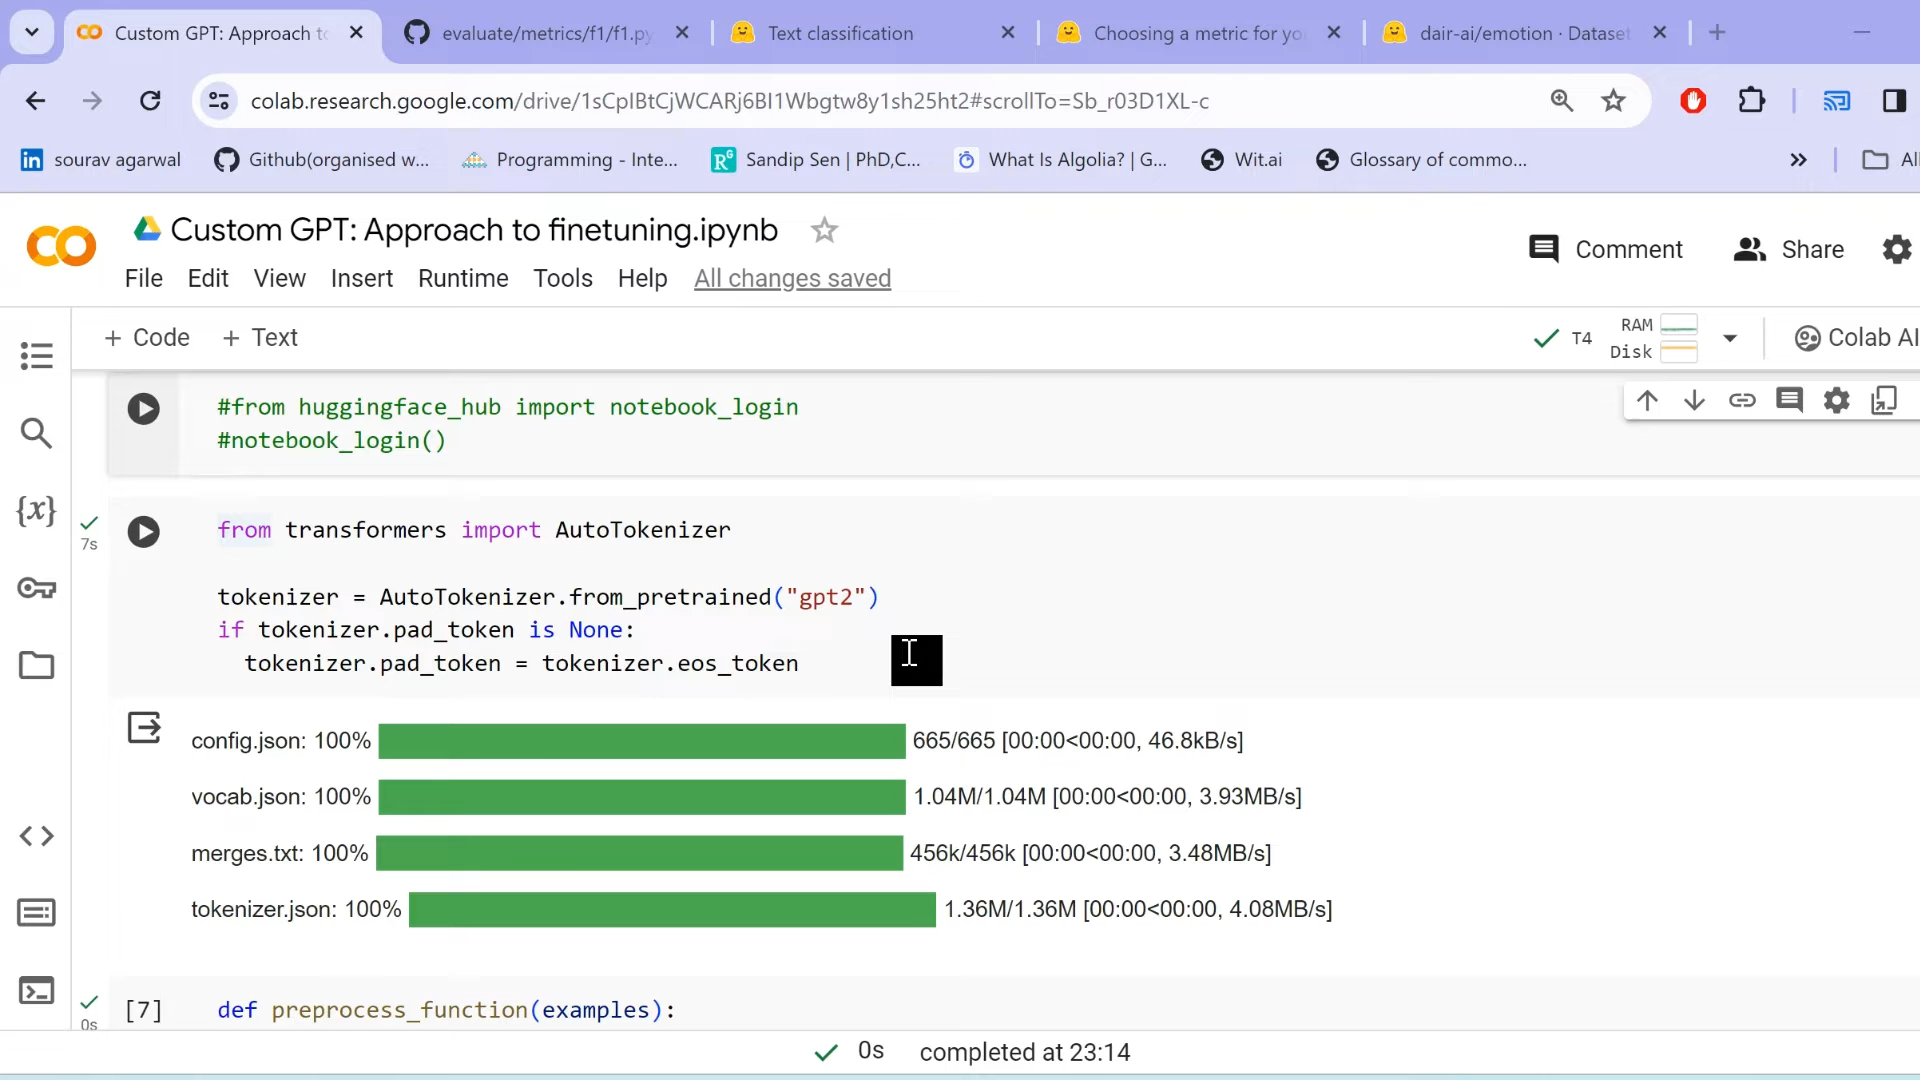 Custom GPT: Approach to
evaluate/metrics/f1/f1.py
Text classification
Choosing a metric for yo
dair-ai/emotion · Dataset
colab.research.google.com/drive/1sCpIBtCjWCARj6BI1Wbgtw8y1sh25ht2#scrollTo=Sb_r03D1XL-c
sourav agarwal
Github(organised w...
Programming - Inte...
Sandip Sen | PhD,C...
What Is Algolia? | G...
Wit.ai
Glossary of commo...
Al
Custom GPT: Approach to finetuning.ipynb
Comment
Share
File Edit View Insert Runtime Tools Help All changes saved
+ Code + Text
T4
RAM
Disk
Colab AI
#from huggingface_hub import notebook_login
#notebook_login()
7s
from transformers import AutoTokenizer
tokenizer = AutoTokenizer.from_pretrained("gpt2")
if tokenizer.pad_token is None:
tokenizer.pad_token = tokenizer.eos_token
config.json: 100% 665/665 [00:00<00:00, 46.8kB/s]
vocab.json: 100% 1.04M/1.04M [00:00<00:00, 3.93MB/s]
merges.txt: 100% 456k/456k [00:00<00:00, 3.48MB/s]
tokenizer.json: 100% 1.36M/1.36M [00:00<00:00, 4.08MB/s]
0s
[7] def preprocess_function(examples):
0s completed at 23:14